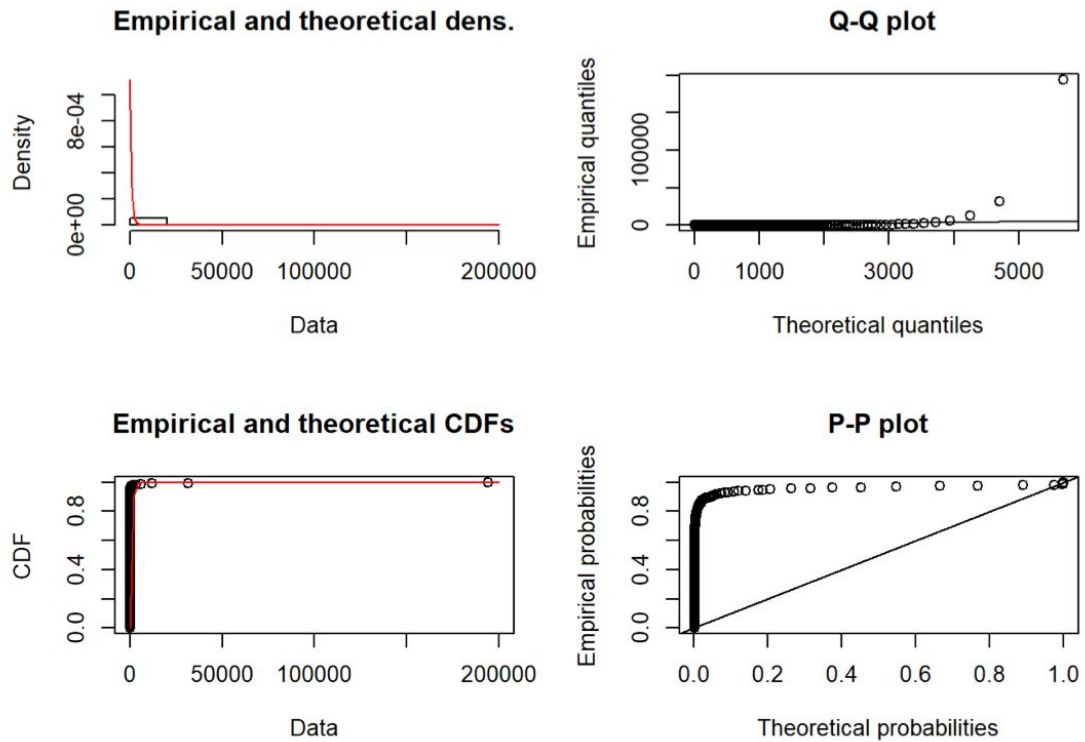 Empirical and theoretical dens.
Density
0e+00
8e-04
0
50000
100000
200000
Data
Q-Q plot
Empirical quantiles
0
100000
0
1000
3000
5000
Theoretical quantiles
Empirical and theoretical CDFs
CDF
0.0
0.4
0.8
0
50000
100000
200000
Data
P-P plot
Empirical probabilities
0.0
0.4
0.8
0.0
0.2
0.4
0.6
0.8
1.0
Theoretical probabilities